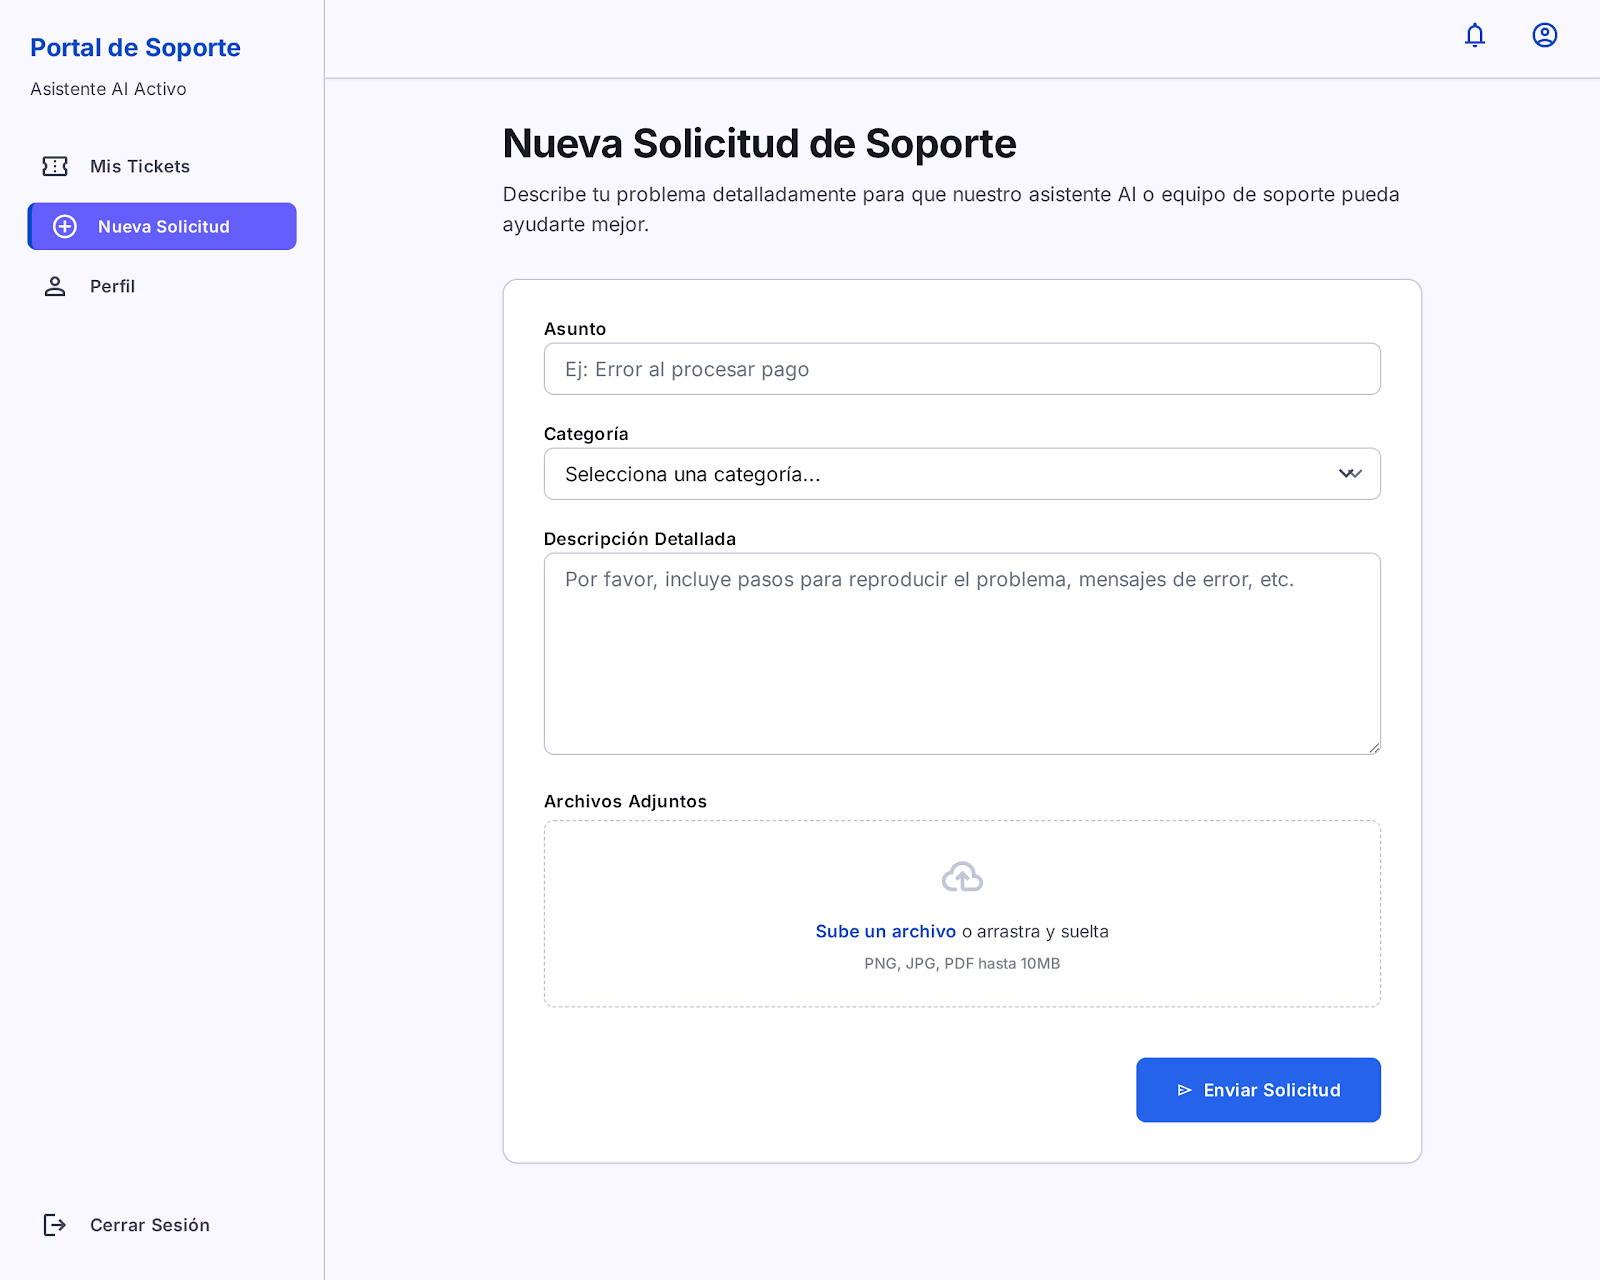 Portal de Soporte
Asistente AI Activo
Mis Tickets
Nueva Solicitud
Perfil
Cerrar Sesión
Nueva Solicitud de Soporte
Describe tu problema detalladamente para que nuestro asistente AI o equipo de soporte pueda
ayudarte mejor.
Asunto
Ej: Error al procesar pago
Categoría
Selecciona una categoría...
Descripción Detallada
Por favor, incluye pasos para reproducir el problema, mensajes de error, etc.
Archivos Adjuntos
Sube un archivo o arrastra y suelta
PNG, JPG, PDF hasta 10MB
Enviar Solicitud